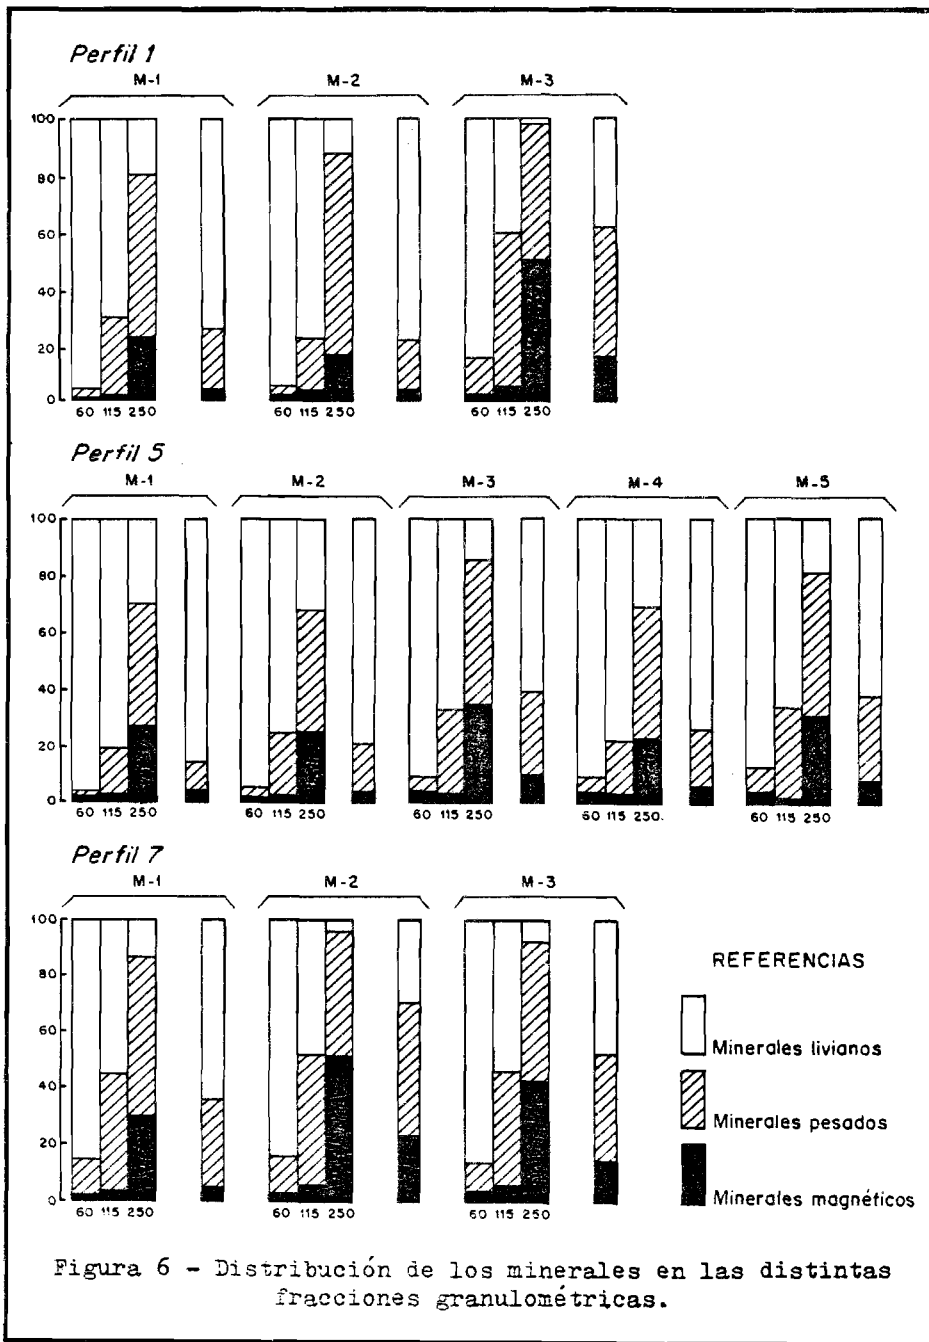 Perfil 1
M-1 M-2 M-3
100
80
60
40
20
0
60 115 250 60 115 250 60 115 250
Perfil 5
M-1 M-2 M-3 M-4 M-5
100
80
60
40
20
0
60 115 250 60 115 250 60 115 250 60 115 250. 60 115 250
Perfil 7
M-1 M-2 M-3
100
80
60
40
20
0
60 115 250 60 115 250 60 115 250
REFERENCIAS
Minerales livianos
Minerales pesados
Minerales magnéticos
Figura 6 - Distribución de los minerales en las distintas
fracciones granulométricas.